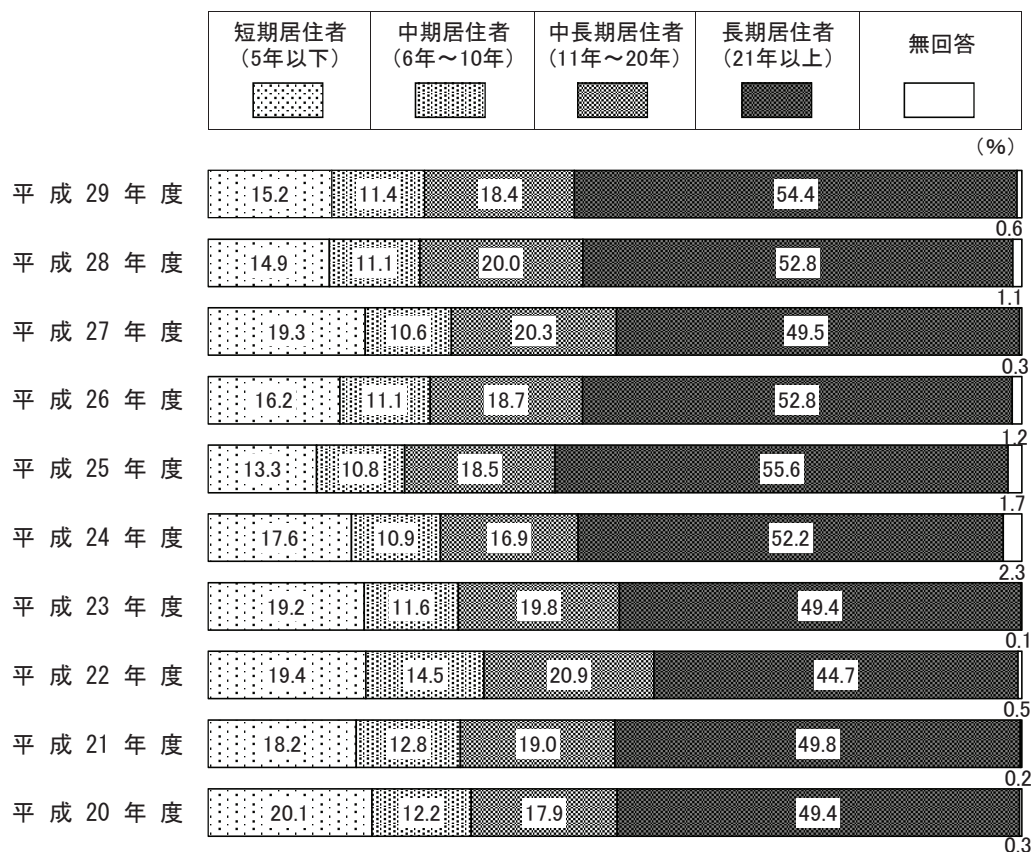 短期居住者 中期居住者 中長期居住者 長期居住者 無回答
（5年以下） （6年～10年） （11年～20年） （21年以上）
（%）
平成29年度 15.2 11.4 18.4 54.4
0.6
平成28年度 14.9 11.1 20.0 52.8
1.1
平成27年度 19.3 10.6 20.3 49.5
0.3
平成26年度 16.2 11.1 18.7 52.8
1.2
平成25年度 13.3 10.8 18.5 55.6
1.7
平成24年度 17.6 10.9 16.9 52.2
2.3
平成23年度 19.2 11.6 19.8 49.4
0.1
平成22年度 19.4 14.5 20.9 44.7
0.5
平成21年度 18.2 12.8 19.0 49.8
0.2
平成20年度 20.1 12.2 17.9 49.4
0.3